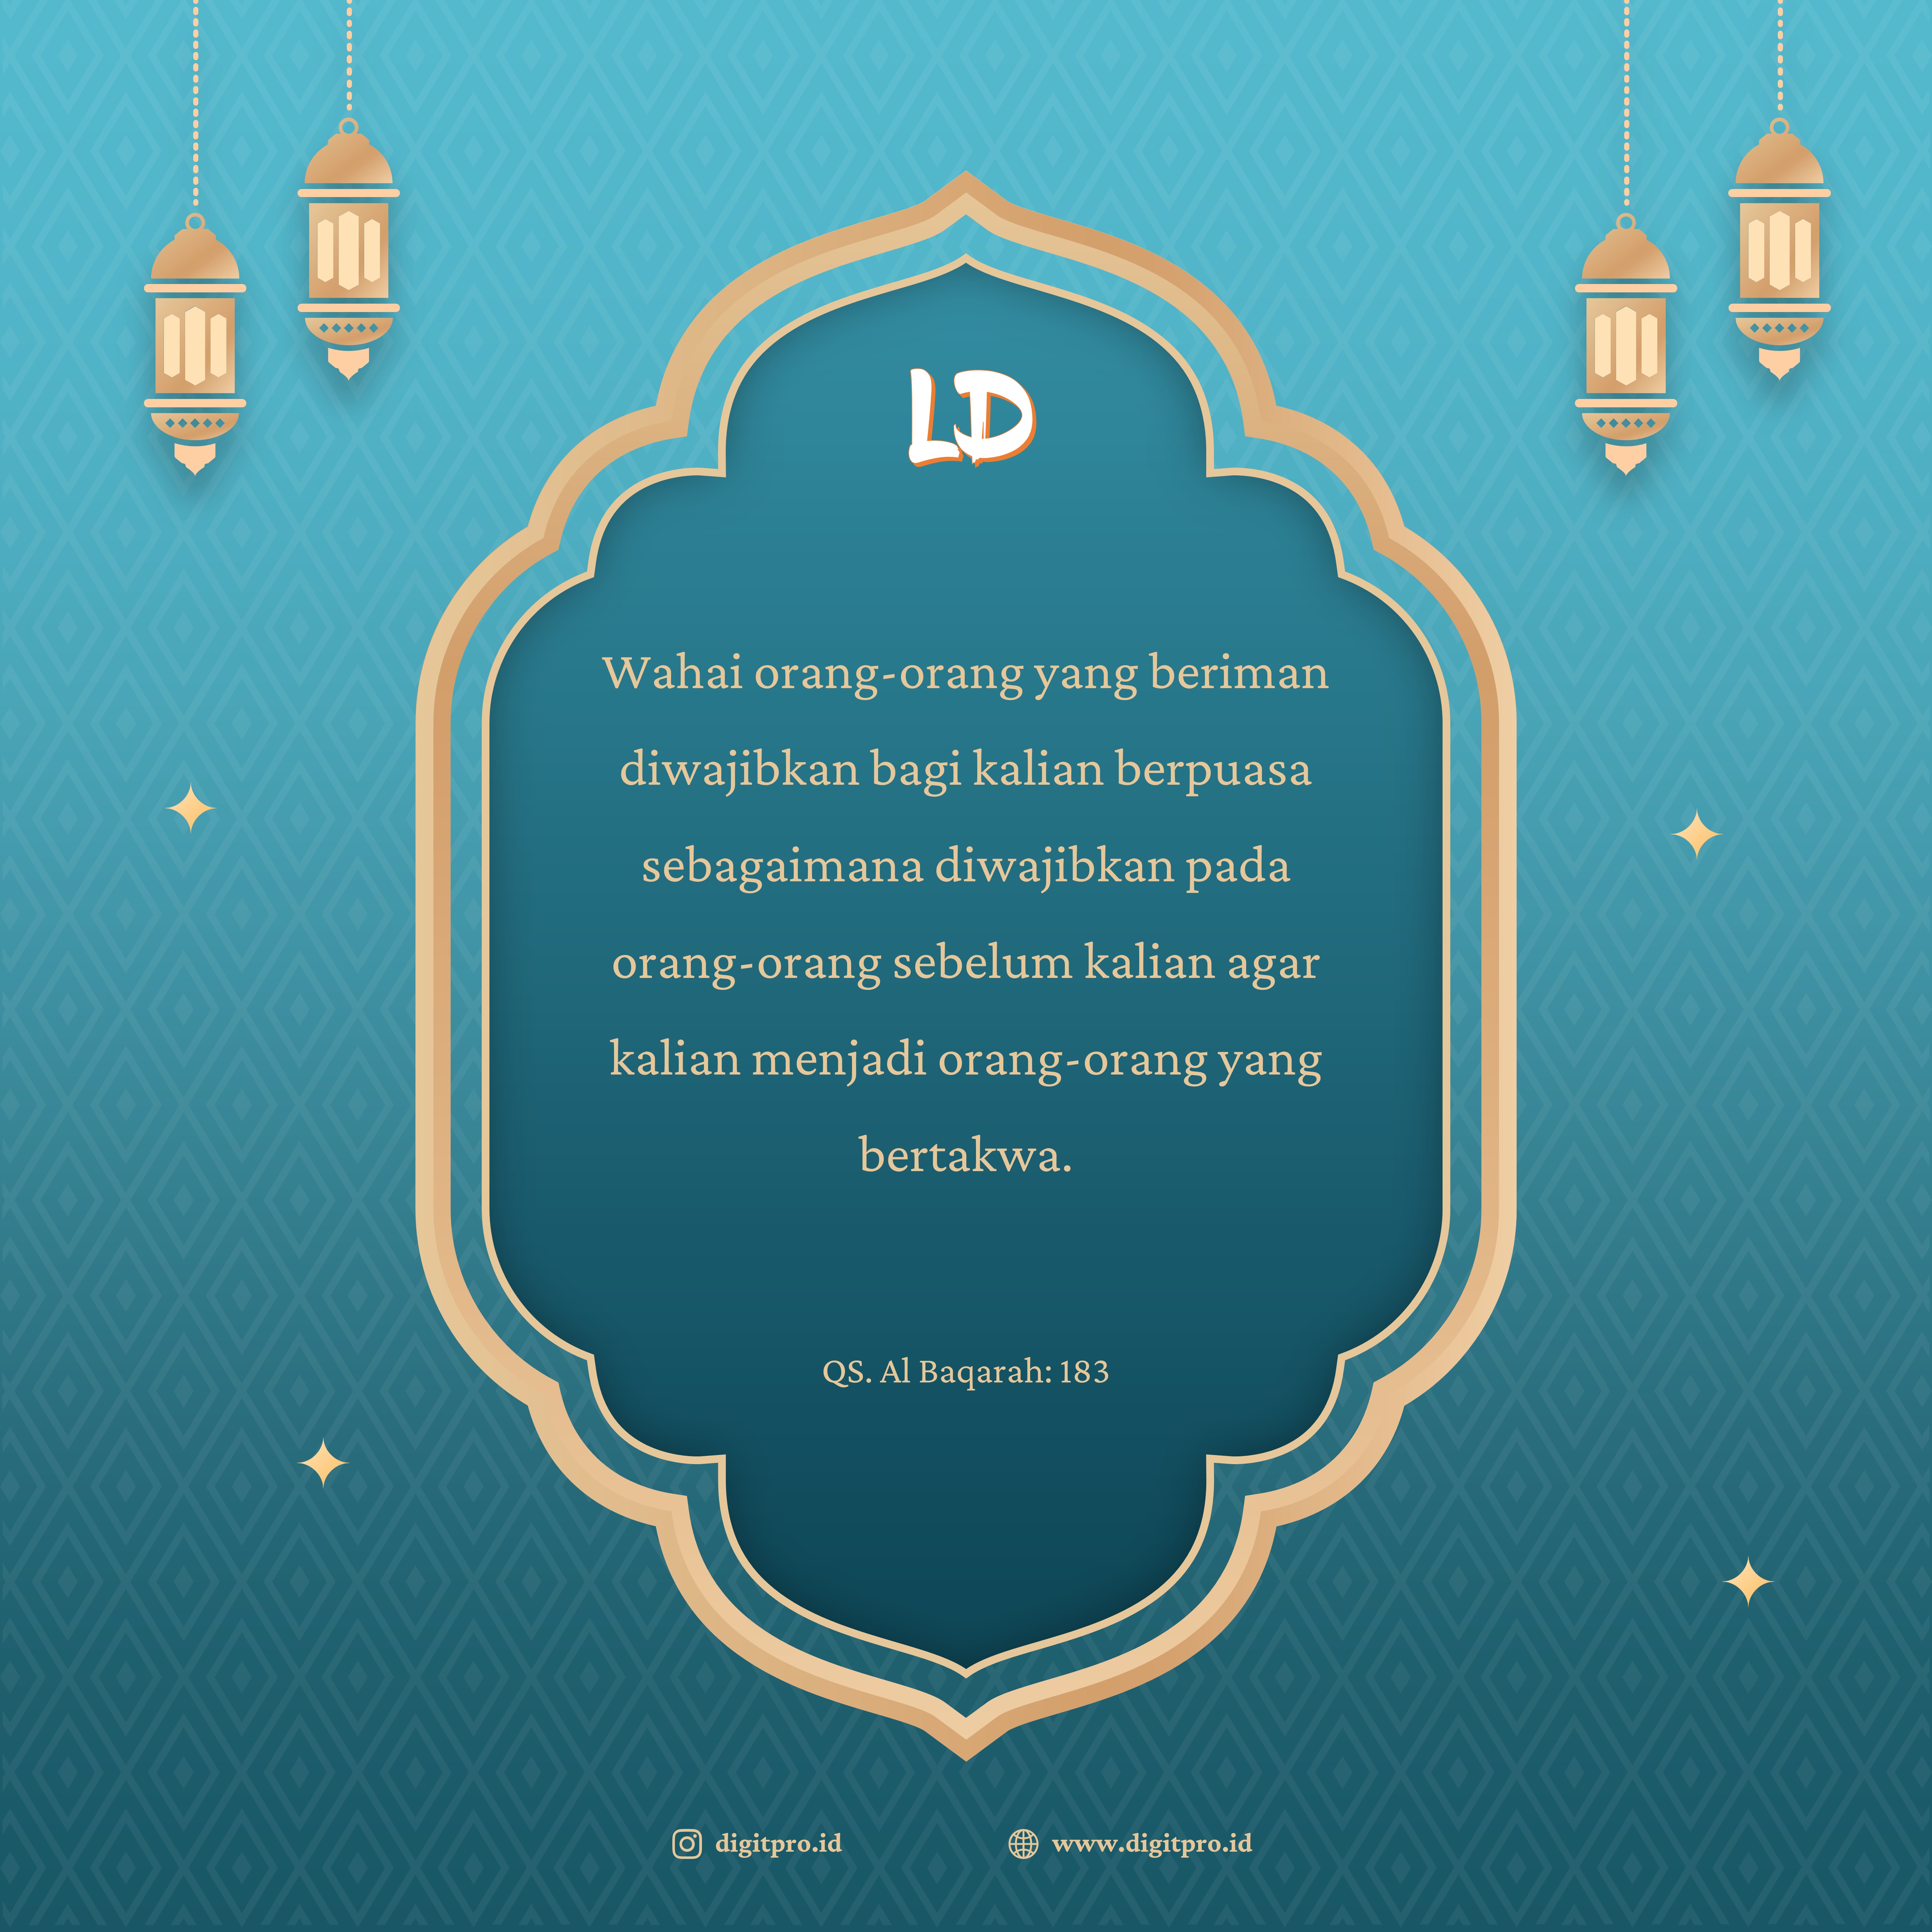 LD
Wahai orang-orang yang beriman
diwajibkan bagi kalian berpuasa
sebagaimana diwajibkan pada
orang-orang sebelum kalian agar
kalian menjadi orang-orang yang
bertakwa.
QS. Al Baqarah: 183
digitpro.id
www.digitpro.id